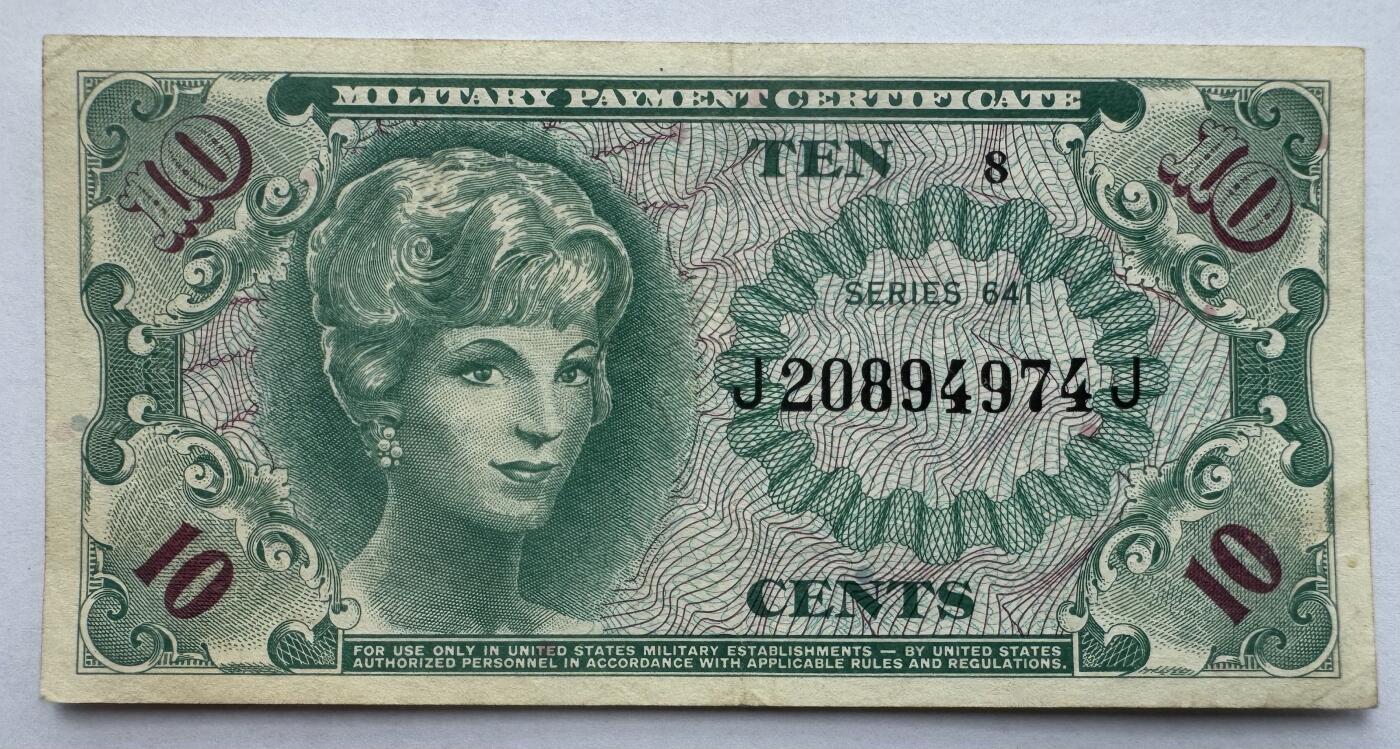 MILITARY PAYMENT CERTIFICATE
10 TEN 8 10
SERIES 641
J20894974J
10 CENTS 10
FOR USE ONLY IN UNITED STATES MILITARY ESTABLISHMENTS — BY UNITED STATES
AUTHORIZED PERSONNEL IN ACCORDANCE WITH APPLICABLE RULES AND REGULATIONS.